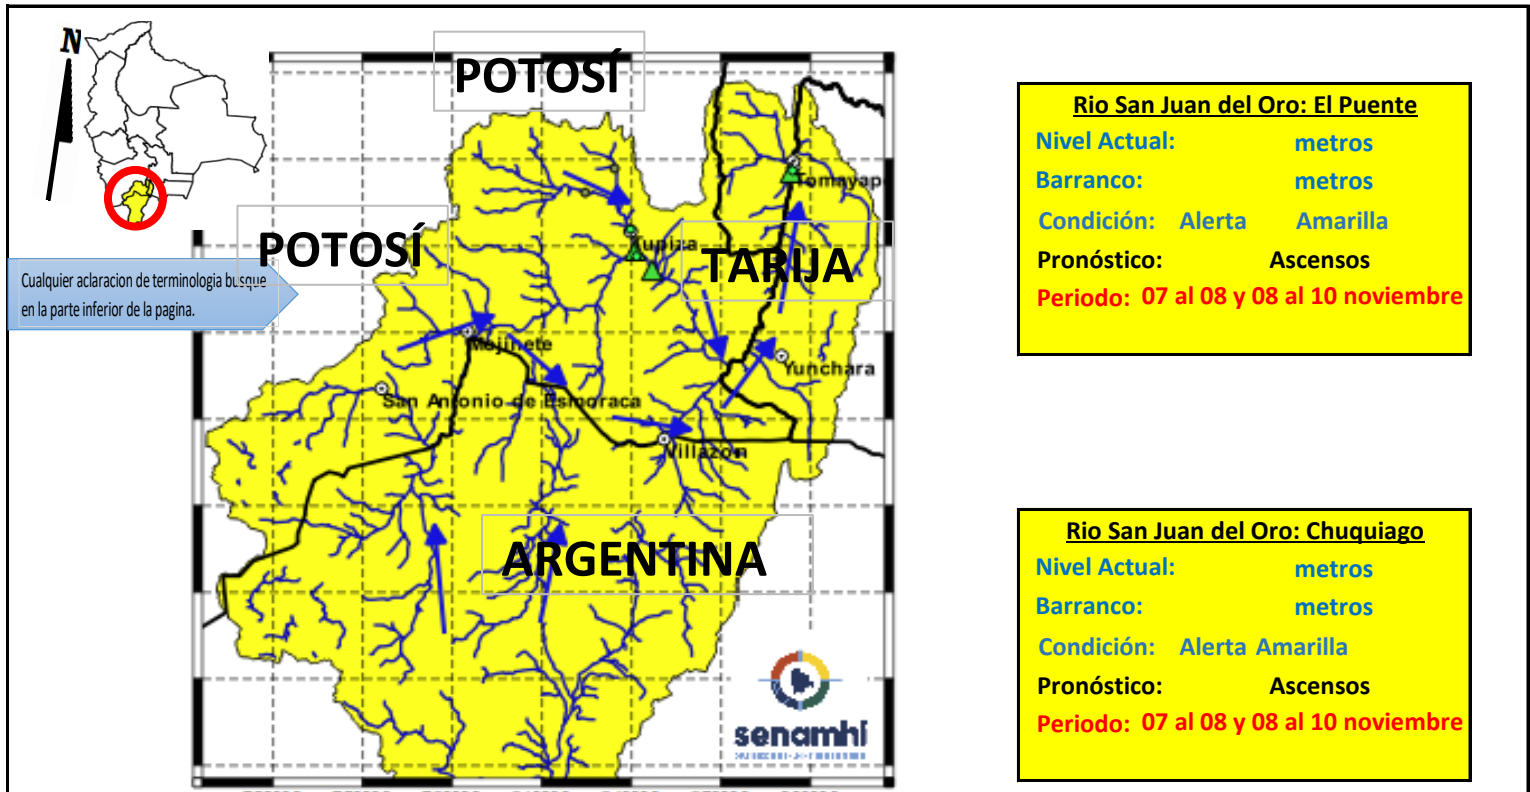 N
POTOSÍ
POTOSÍ
Cualquier aclaracion de terminologia busque
en la parte inferior de la pagina.
TARIJA
Tomayap
Tupiza
Mojinete
Yunchara
San Antonio de Esmoraca
Villazon
ARGENTINA
senamhi
Rio San Juan del Oro: El Puente
Nivel Actual: metros
Barranco: metros
Condición: Alerta Amarilla
Pronóstico: Ascensos
Periodo: 07 al 08 y 08 al 10 noviembre
Rio San Juan del Oro: Chuquiago
Nivel Actual: metros
Barranco: metros
Condición: Alerta Amarilla
Pronóstico: Ascensos
Periodo: 07 al 08 y 08 al 10 noviembre